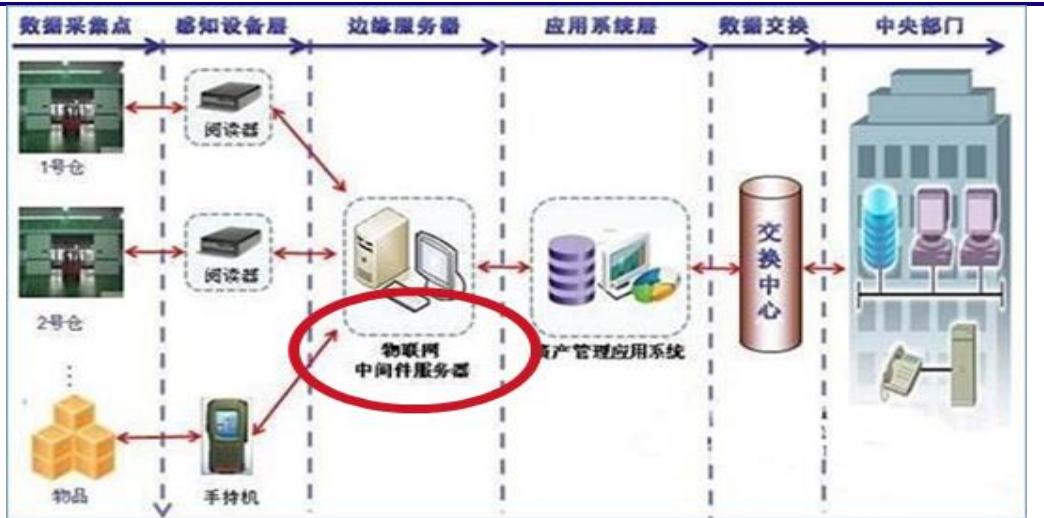 数据采集点
感知设备层
边缘服务器
应用系统层
数据交换
中央部门
阅读器
1号仓
阅读器
2号仓
交换中心
物联网
中间件服务器
资产管理应用系统
物品
手持机